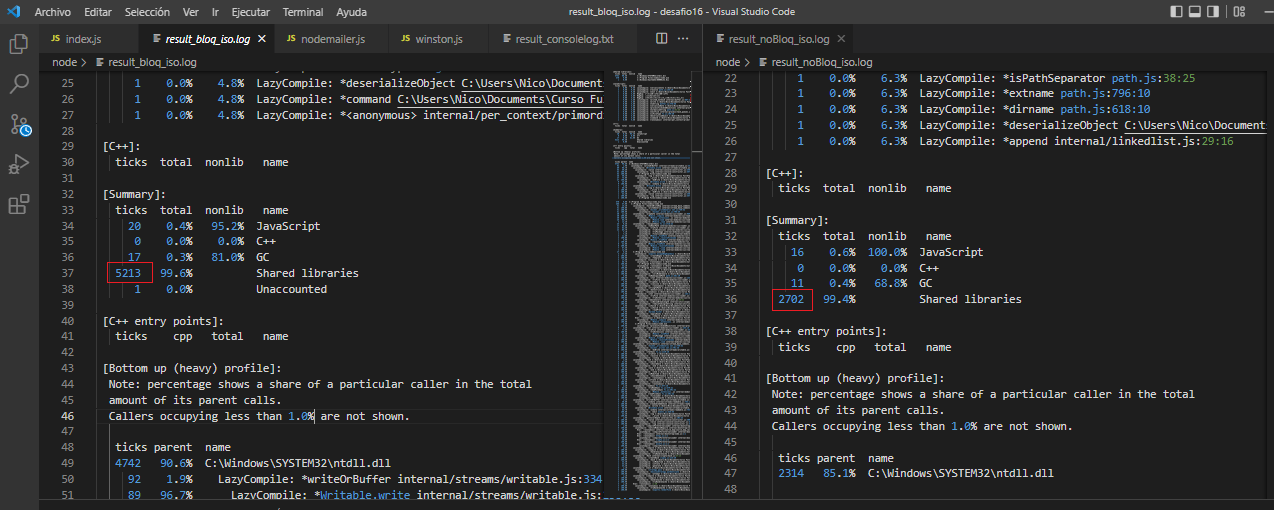 Archivo Editar Selección Ver Ir Ejecutar Terminal Ayuda
result_bloq_iso.log - desafio16 - Visual Studio Code
index.js result_bloq_iso.log nodemailer.js winston.js result_consolelog.txt
node > result_bloq_iso.log
25 1 0.0% 4.8% LazyCompile: *deserializeObject C:\Users\Nico\Documents
26 1 0.0% 4.8% LazyCompile: *command C:\Users\Nico\Documents\Curso Fu
27 1 0.0% 4.8% LazyCompile: *<anonymous> internal/per_context/primord
28
29 [C++]:
30 ticks total nonlib name
31
32 [Summary]:
33 ticks total nonlib name
34 20 0.4% 95.2% JavaScript
35 0 0.0% 0.0% C++
36 17 0.3% 81.0% GC
37 5213 99.6% Shared libraries
38 1 0.0% Unaccounted
39
40 [C++ entry points]:
41 ticks cpp total name
42
43 [Bottom up (heavy) profile]:
44 Note: percentage shows a share of a particular caller in the total
45 amount of its parent calls.
46 Callers occupying less than 1.0% are not shown.
47
48 ticks parent name
49 4742 90.6% C:\Windows\SYSTEM32\ntdll.dll
50 92 1.9% LazyCompile: *writeOrBuffer internal/streams/writable.js:334
51 89 96.7% LazyCompile: *Writable.write internal/streams/writable.js:
result_noBloq_iso.log
node > result_noBloq_iso.log
22 1 0.0% 6.3% LazyCompile: *isPathSeparator path.js:38:25
23 1 0.0% 6.3% LazyCompile: *extname path.js:796:10
24 1 0.0% 6.3% LazyCompile: *dirname path.js:618:10
25 1 0.0% 6.3% LazyCompile: *deserializeObject C:\Users\Nico\Document
26 1 0.0% 6.3% LazyCompile: *append internal/linkedlist.js:29:16
27
28 [C++]:
29 ticks total nonlib name
30
31 [Summary]:
32 ticks total nonlib name
33 16 0.6% 100.0% JavaScript
34 0 0.0% 0.0% C++
35 11 0.4% 68.8% GC
36 2702 99.4% Shared libraries
37
38 [C++ entry points]:
39 ticks cpp total name
40
41 [Bottom up (heavy) profile]:
42 Note: percentage shows a share of a particular caller in the total
43 amount of its parent calls.
44 Callers occupying less than 1.0% are not shown.
45
46 ticks parent name
47 2314 85.1% C:\Windows\SYSTEM32\ntdll.dll
48